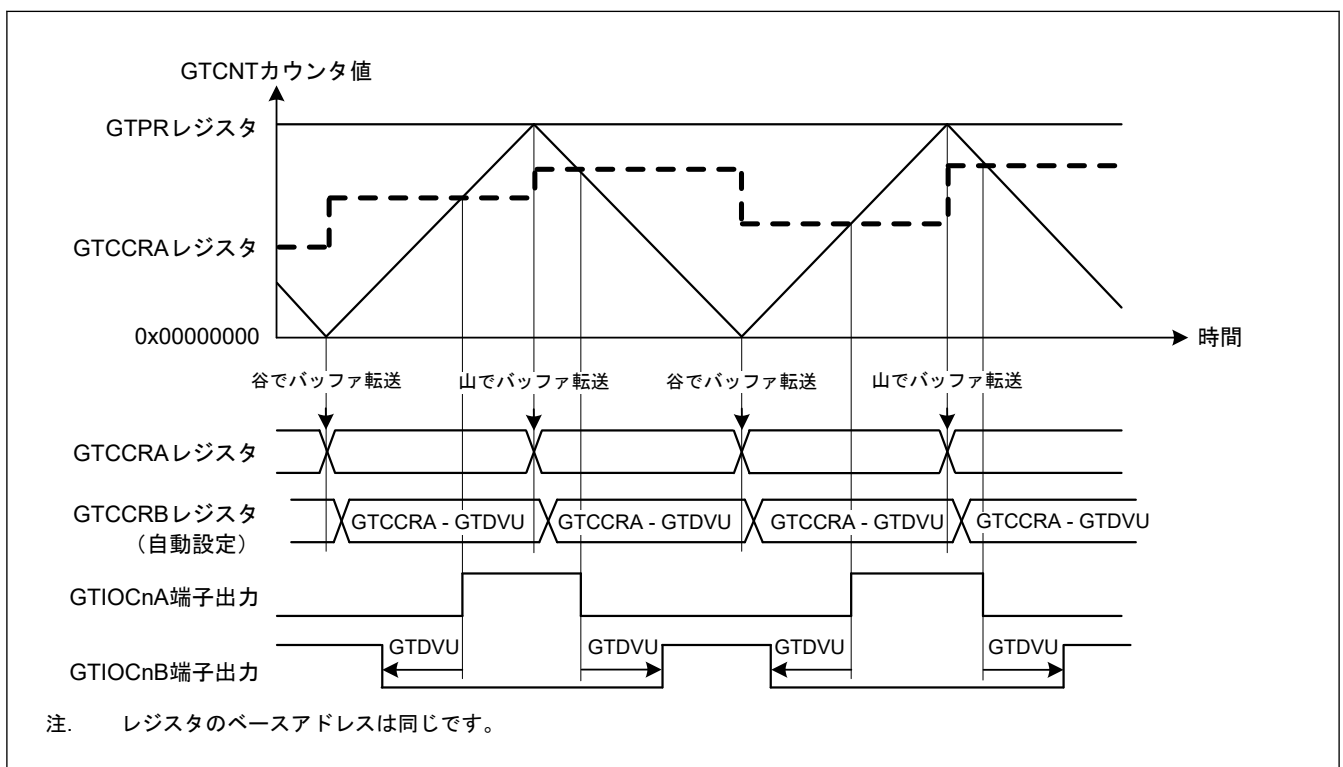 GTCNTカウンタ値
GTPRレジスタ
GTCCRAレジスタ
0x00000000
時間
谷でバッファ転送 山でバッファ転送 谷でバッファ転送 山でバッファ転送
GTCCRAレジスタ
GTCCRBレジスタ
（自動設定）
GTCCRA - GTDVU GTCCRA - GTDVU GTCCRA - GTDVU GTCCRA - GTDVU
GTIOCnA端子出力
GTIOCnB端子出力
GTDVU GTDVU GTDVU GTDVU
注. レジスタのベースアドレスは同じです。